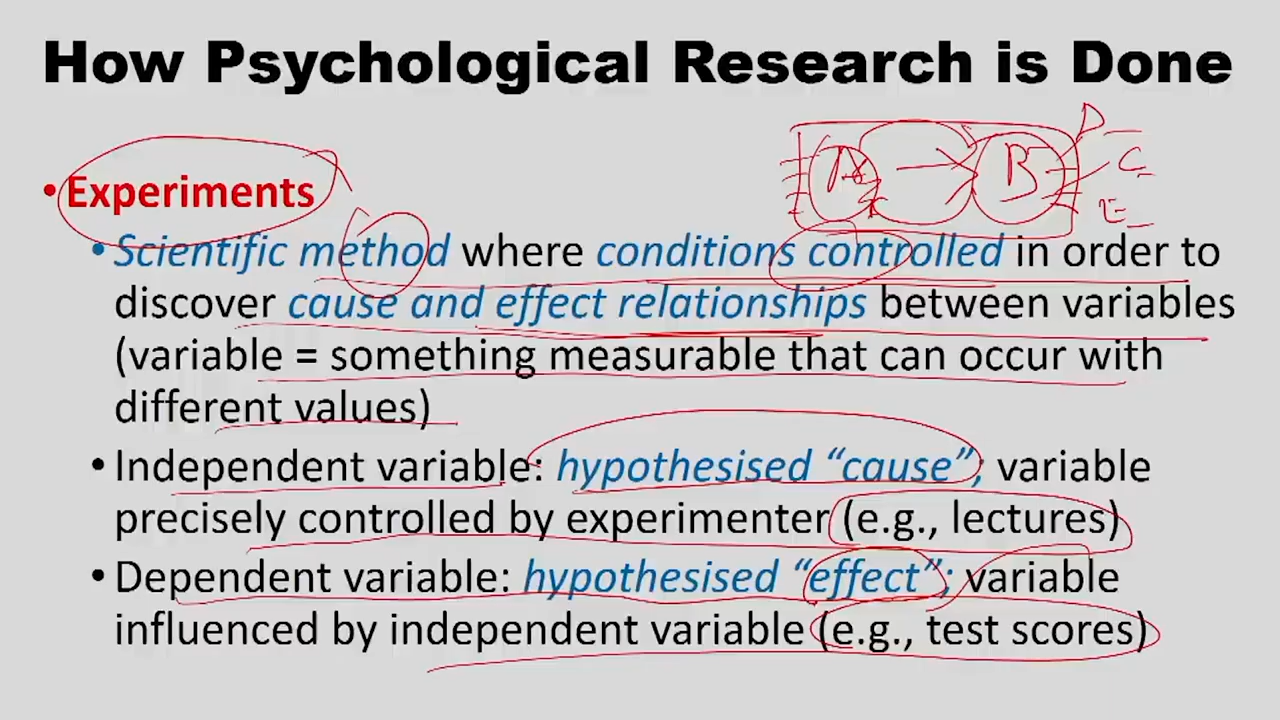 How Psychological Research is Done
A B D
C
E
• Experiments
• Scientific method where conditions controlled in order to
discover cause and effect relationships between variables
(variable = something measurable that can occur with
different values)
• Independent variable: hypothesised “cause”; variable
precisely controlled by experimenter (e.g., lectures)
• Dependent variable: hypothesised “effect”; variable
influenced by independent variable (e.g., test scores)